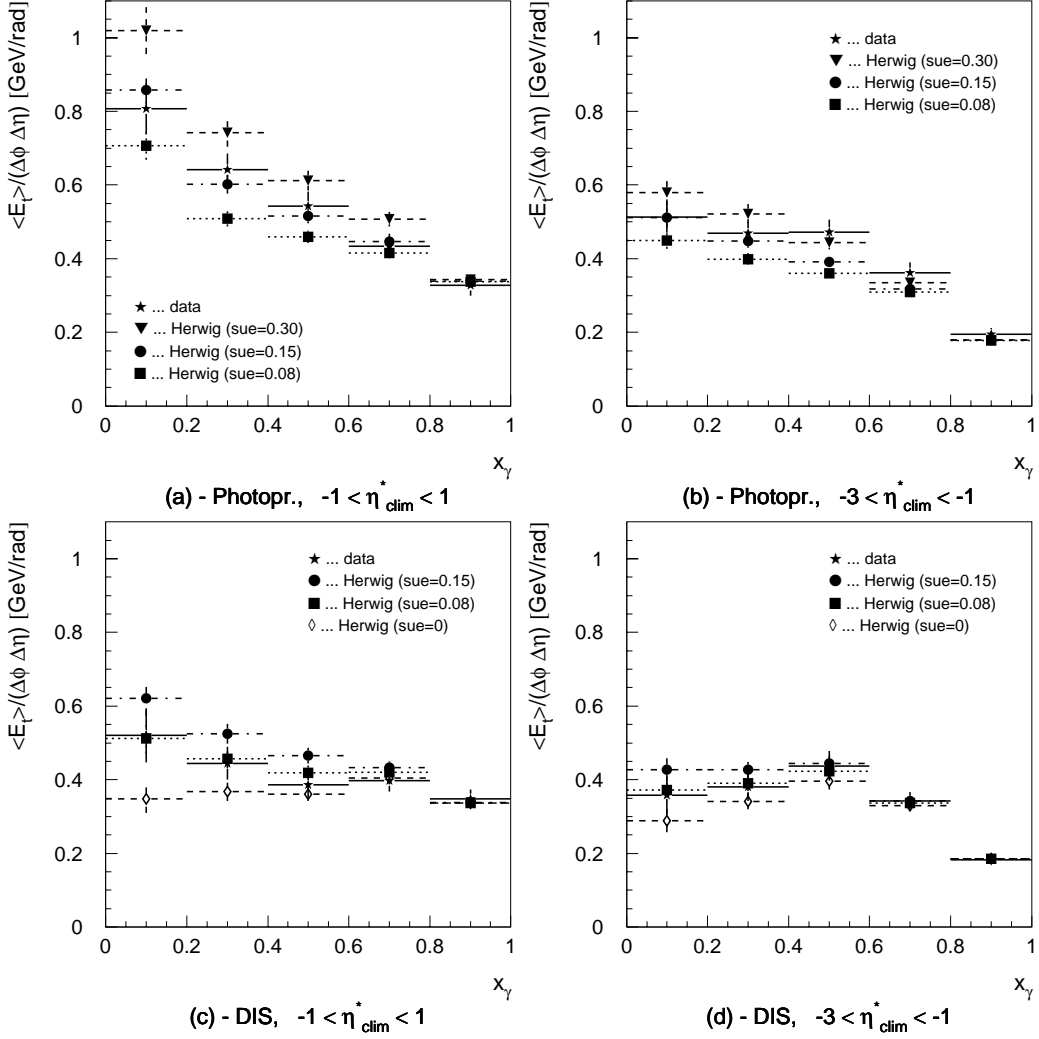 <E_t>/(Δφ Δη) [GeV/rad]
1
0.8
0.6
0.4
0.2
0
★ ... data
▼ ... Herwig (sue=0.30)
● ... Herwig (sue=0.15)
■ ... Herwig (sue=0.08)
0 0.2 0.4 0.6 0.8 1
x_γ
(a) - Photopr., -1 < η*_clim < 1
<E_t>/(Δφ Δη) [GeV/rad]
1
0.8
0.6
0.4
0.2
0
★ ... data
▼ ... Herwig (sue=0.30)
● ... Herwig (sue=0.15)
■ ... Herwig (sue=0.08)
0 0.2 0.4 0.6 0.8 1
x_γ
(b) - Photopr., -3 < η*_clim < -1
<E_t>/(Δφ Δη) [GeV/rad]
1
0.8
0.6
0.4
0.2
0
★ ... data
● ... Herwig (sue=0.15)
■ ... Herwig (sue=0.08)
◊ ... Herwig (sue=0)
0 0.2 0.4 0.6 0.8 1
x_γ
(c) - DIS, -1 < η*_clim < 1
<E_t>/(Δφ Δη) [GeV/rad]
1
0.8
0.6
0.4
0.2
0
★ ... data
● ... Herwig (sue=0.15)
■ ... Herwig (sue=0.08)
◊ ... Herwig (sue=0)
0 0.2 0.4 0.6 0.8 1
x_γ
(d) - DIS, -3 < η*_clim < -1